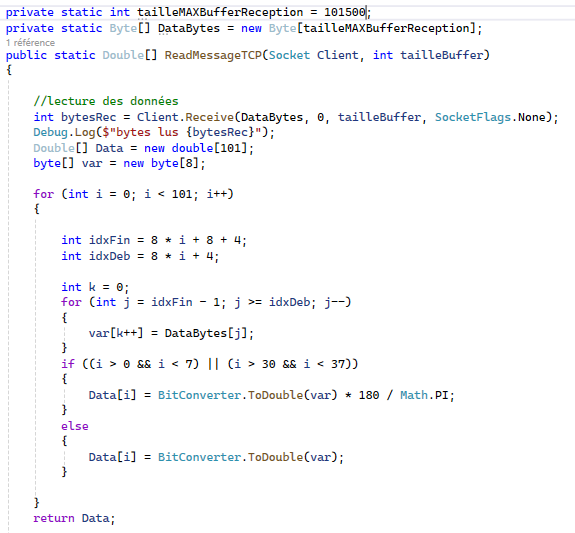 private static int tailleMAXBufferReception = 101500;
private static Byte[] DataBytes = new Byte[tailleMAXBufferReception];
1 référence
public static Double[] ReadMessageTCP(Socket Client, int tailleBuffer)
{
//lecture des données
int bytesRec = Client.Receive(DataBytes, 0, tailleBuffer, SocketFlags.None);
Debug.Log($"bytes lus {bytesRec}");
Double[] Data = new double[101];
byte[] var = new byte[8];
for (int i = 0; i < 101; i++)
{
int idxFin = 8 * i + 8 + 4;
int idxDeb = 8 * i + 4;
int k = 0;
for (int j = idxFin - 1; j >= idxDeb; j--)
{
var[k++] = DataBytes[j];
}
if ((i > 0 && i < 7) || (i > 30 && i < 37))
{
Data[i] = BitConverter.ToDouble(var) * 180 / Math.PI;
}
else
{
Data[i] = BitConverter.ToDouble(var);
}
}
return Data;